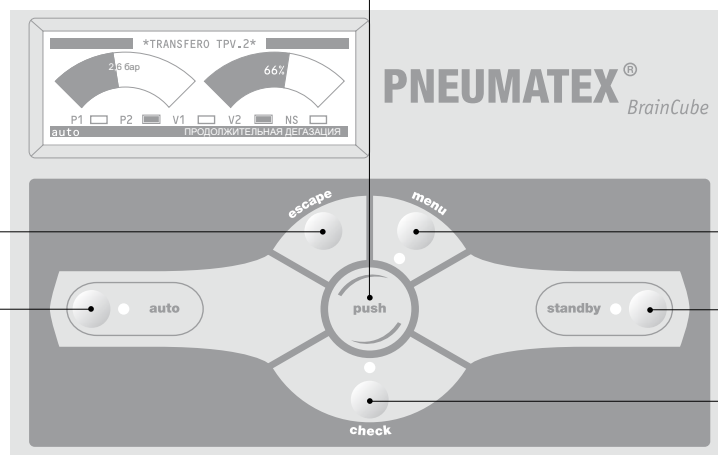 *TRANSFERO TPV.2*
2,6 бар
66%
P1 P2 V1 V2 NS
auto ПРОДОЛЖИТЕЛЬНАЯ ДЕГАЗАЦИЯ
PNEUMATEX®
BrainCube
escape
menu
auto
push
standby
check